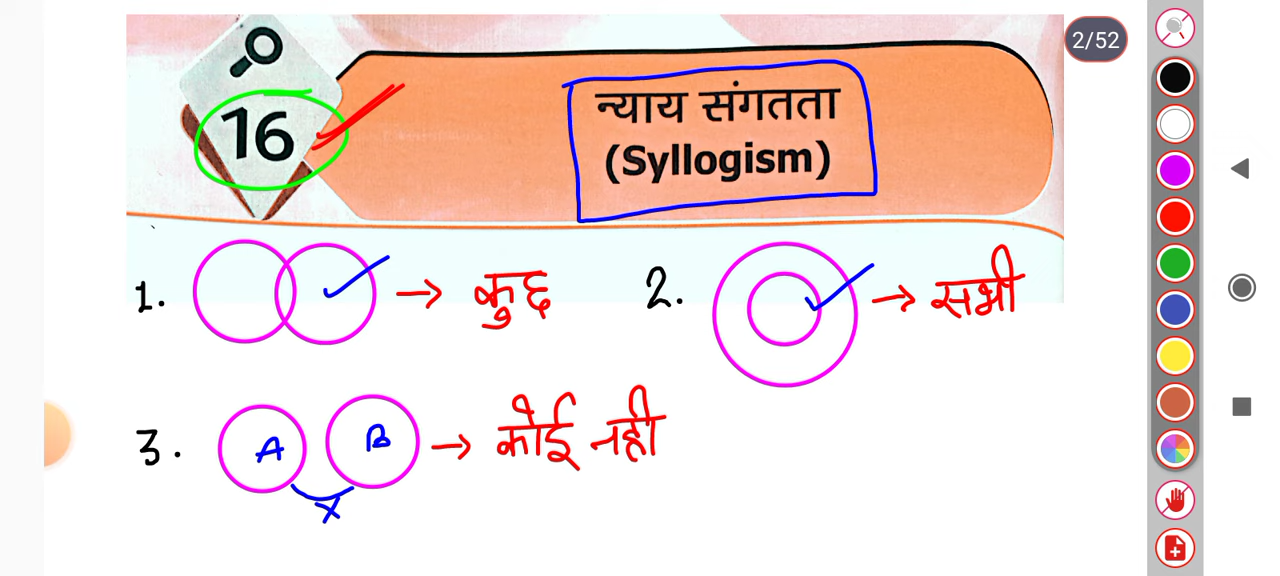 2/52
16
न्याय संगतता
(Syllogism)
1. → कुछ
2. → सभी
3. A B → कोई नही
x